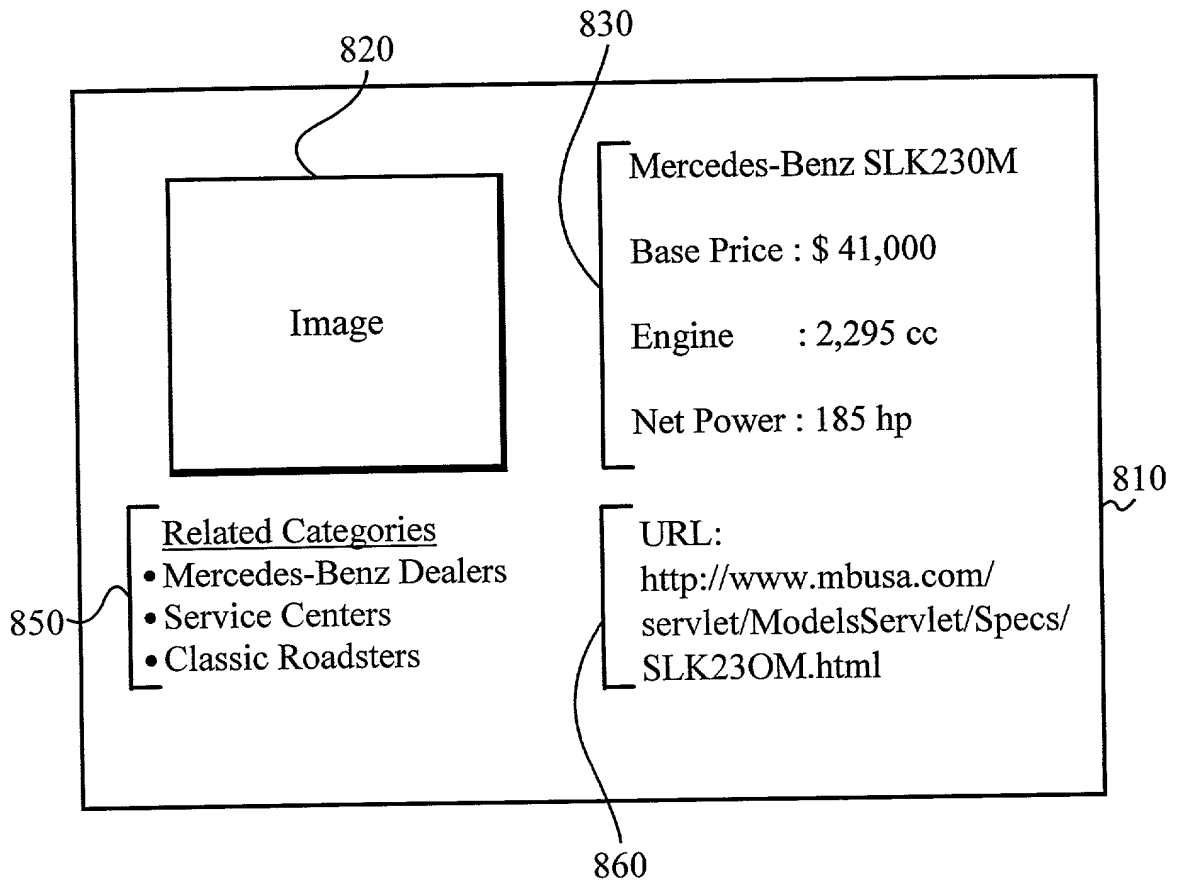 820
830
Mercedes-Benz SLK230M
Base Price : $ 41,000
Image
Engine : 2,295 cc
Net Power : 185 hp
810
Related Categories
• Mercedes-Benz Dealers
• Service Centers
• Classic Roadsters
850
URL:
http://www.mbusa.com/
servlet/ModelsServlet/Specs/
SLK23OM.html
860